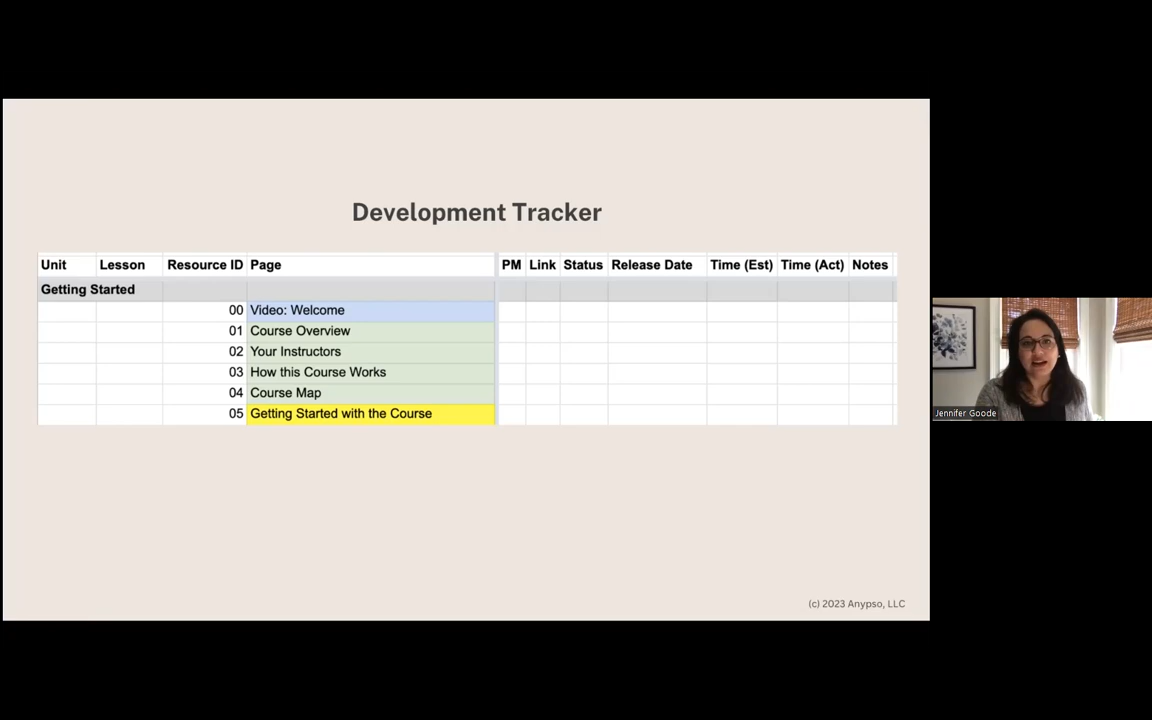 Development Tracker
Unit Lesson Resource ID Page PM Link Status Release Date Time (Est) Time (Act) Notes
Getting Started
00 Video: Welcome
01 Course Overview
02 Your Instructors
03 How this Course Works
04 Course Map
05 Getting Started with the Course
Jennifer Goode
(c) 2023 Anypso, LLC